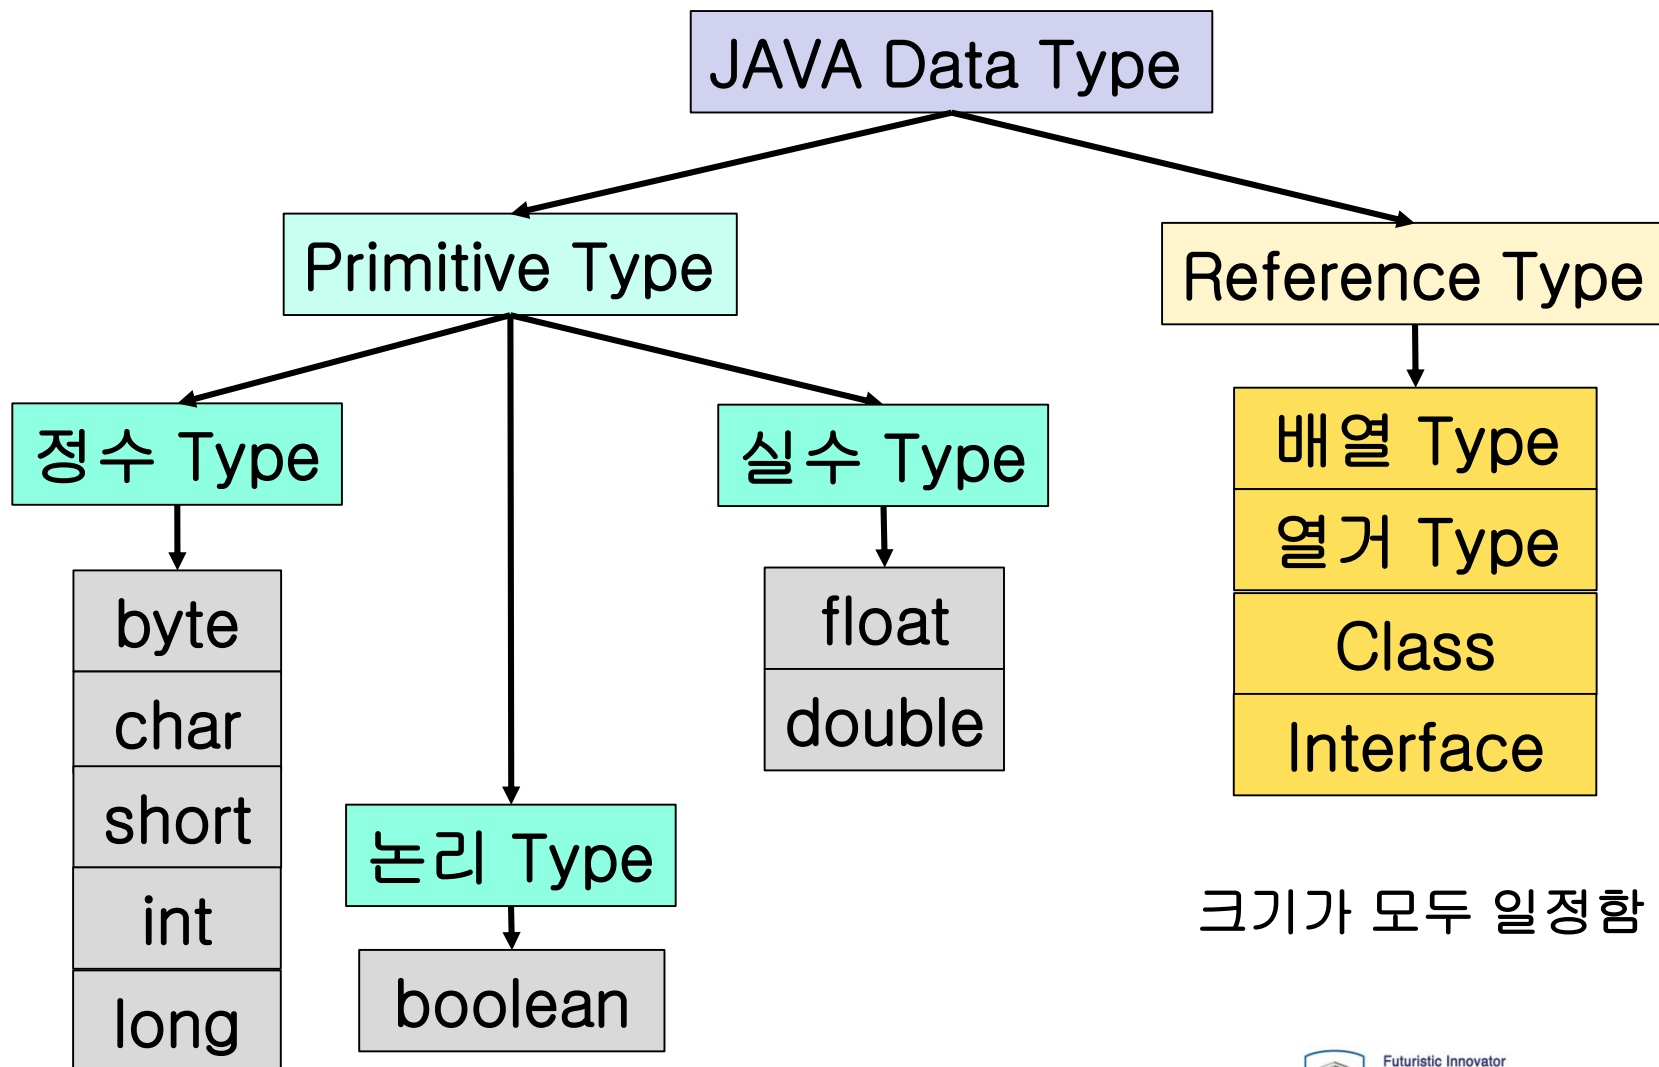 JAVA Data Type
Primitive Type
Reference Type
정수 Type
실수 Type
배열 Type
열거 Type
Class
Interface
byte
char
short
int
long
float
double
논리 Type
boolean
크기가 모두 일정함
Futuristic Innovator